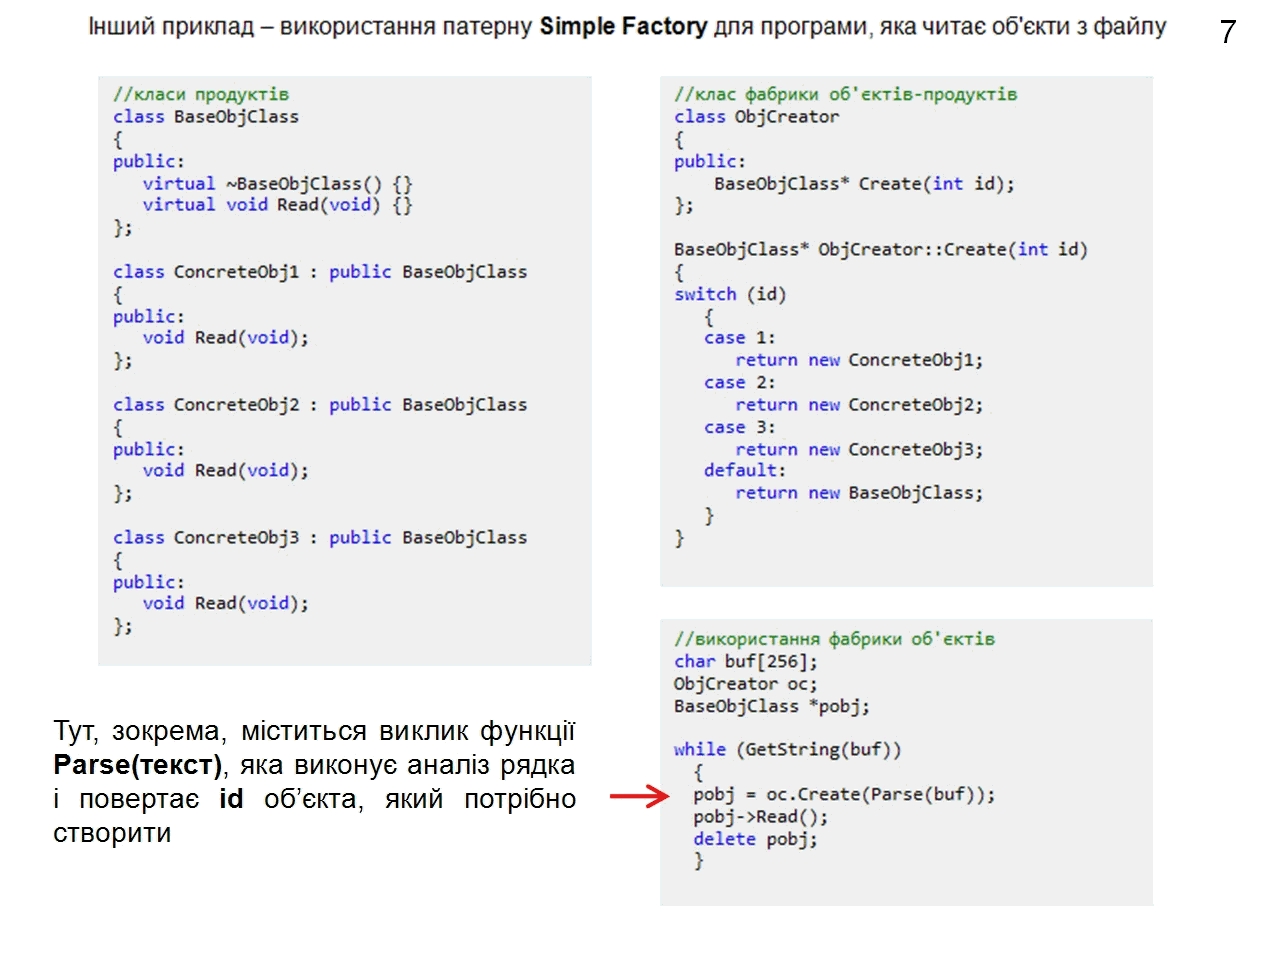 Інший приклад – використання патерну Simple Factory для програми, яка читає об'єкти з файлу
7
//класи продуктів
class BaseObjClass
{
public:
virtual ~BaseObjClass() {}
virtual void Read(void) {}
};
class ConcreteObj1 : public BaseObjClass
{
public:
void Read(void);
};
class ConcreteObj2 : public BaseObjClass
{
public:
void Read(void);
};
class ConcreteObj3 : public BaseObjClass
{
public:
void Read(void);
};
//клас фабрики об'єктів-продуктів
class ObjCreator
{
public:
BaseObjClass* Create(int id);
};
BaseObjClass* ObjCreator::Create(int id)
{
switch (id)
{
case 1:
return new ConcreteObj1;
case 2:
return new ConcreteObj2;
case 3:
return new ConcreteObj3;
default:
return new BaseObjClass;
}
}
//використання фабрики об'єктів
char buf[256];
ObjCreator oc;
BaseObjClass *pobj;
while (GetString(buf))
{
pobj = oc.Create(Parse(buf));
pobj->Read();
delete pobj;
}
Тут, зокрема, міститься виклик функції
Parse(текст), яка виконує аналіз рядка
і повертає id об’єкта, який потрібно
створити